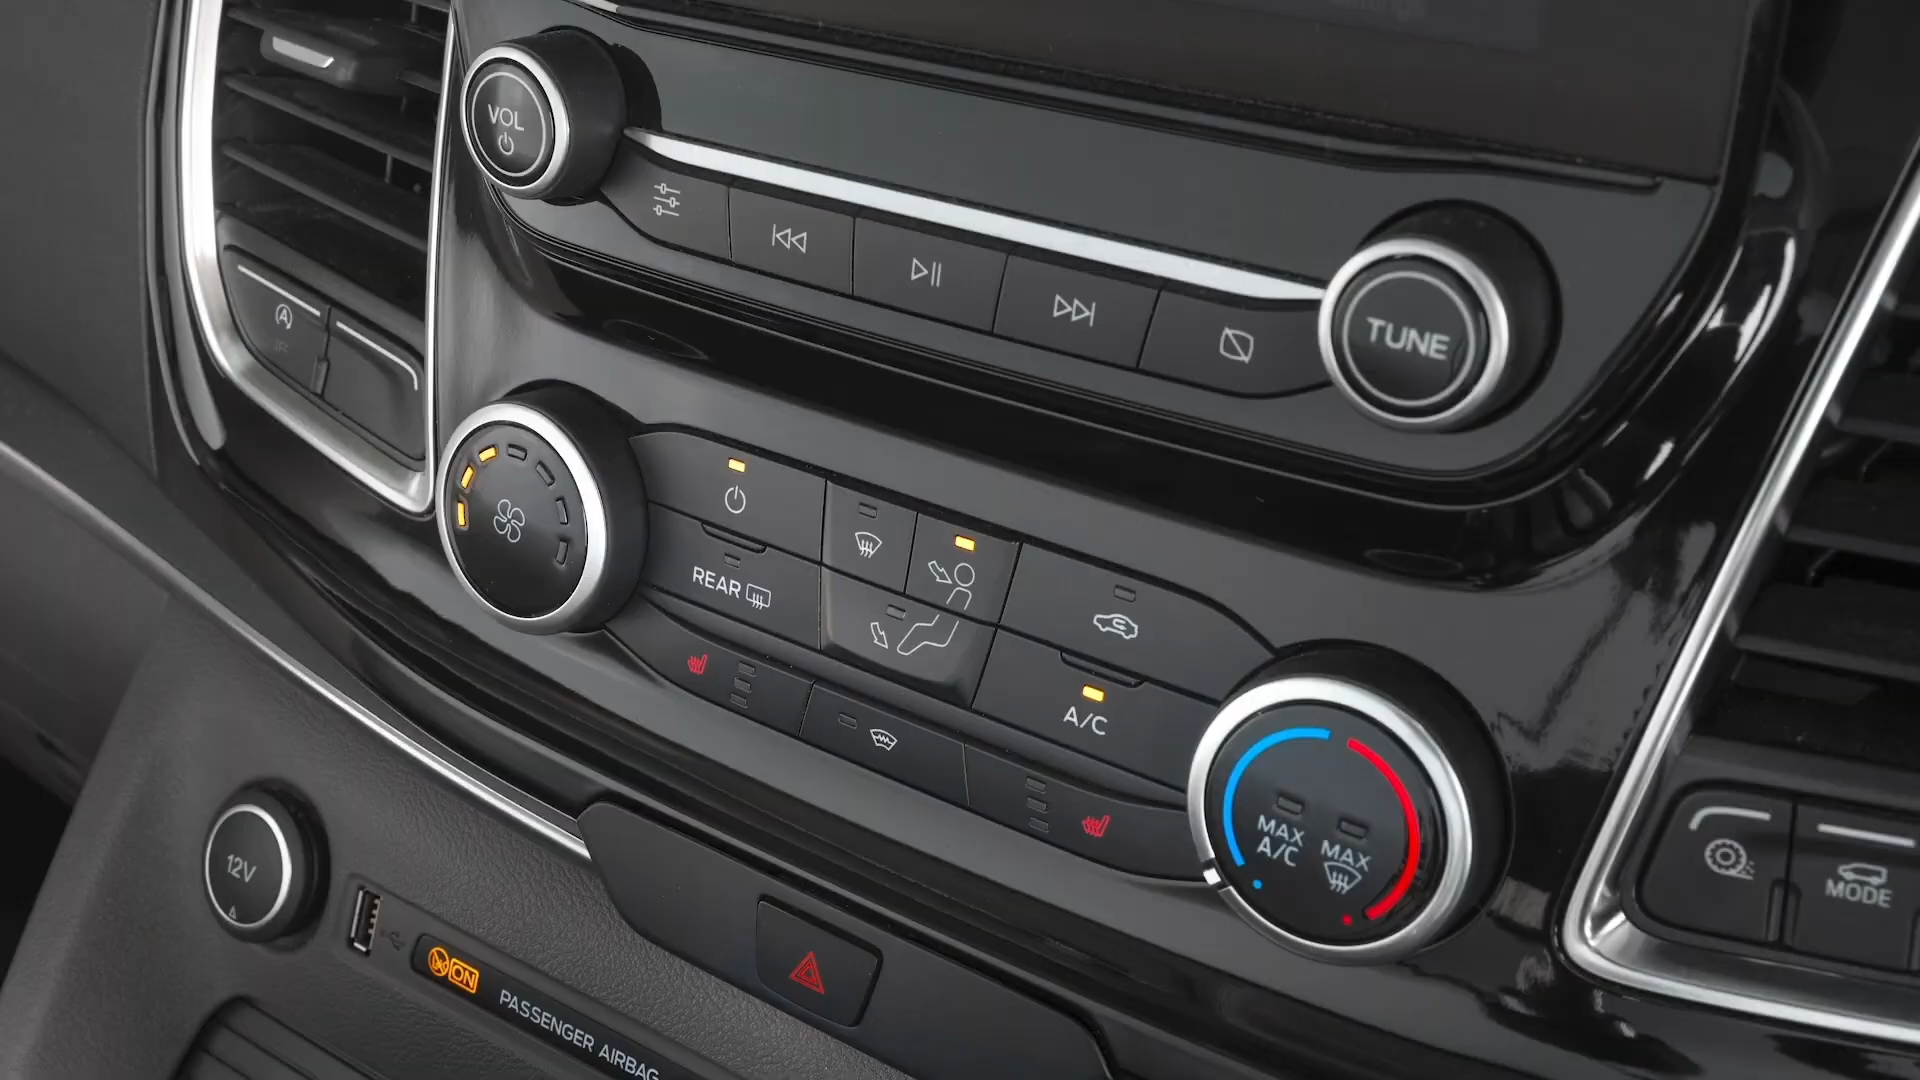 VOL
TUNE
REAR
A/C
MAX
A/C
MAX
MODE
12V
ON
PASSENGER AIRBAG